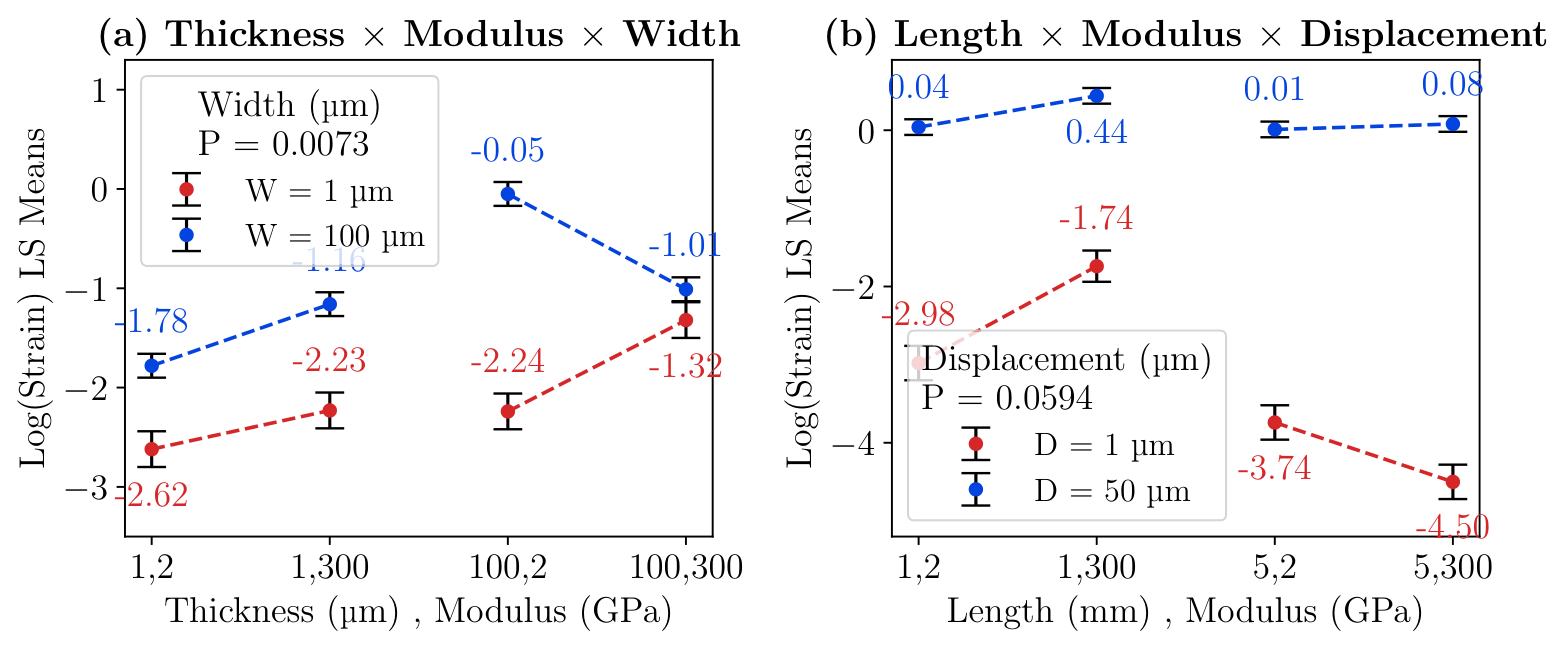 (a) Thickness × Modulus × Width
Log(Strain) LS Means
1
0
−1
−2
−3
Width (µm)
P = 0.0073
W = 1 µm
W = 100 µm
-0.05
-1.01
-1.16
-1.78
-2.23
-2.24
-1.32
-2.62
1,2
1,300
100,2
100,300
Thickness (µm) , Modulus (GPa)
(b) Length × Modulus × Displacement
Log(Strain) LS Means
0
−2
−4
0.04
0.44
0.01
0.08
-1.74
-2.98
-3.74
-4.50
Displacement (µm)
P = 0.0594
D = 1 µm
D = 50 µm
1,2
1,300
5,2
5,300
Length (mm) , Modulus (GPa)